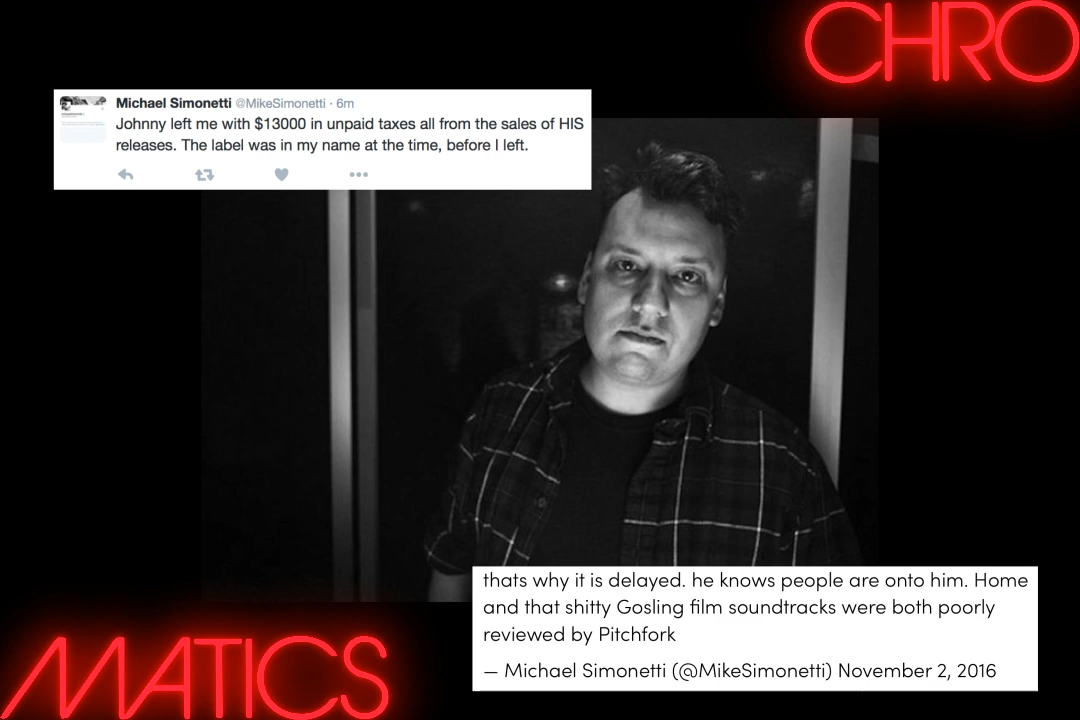 CHRO
Michael Simonetti @MikeSimonetti · 6m
Johnny left me with $13000 in unpaid taxes all from the sales of HIS
releases. The label was in my name at the time, before I left.
thats why it is delayed. he knows people are onto him. Home
and that shitty Gosling film soundtracks were both poorly
reviewed by Pitchfork
— Michael Simonetti (@MikeSimonetti) November 2, 2016
MATICS